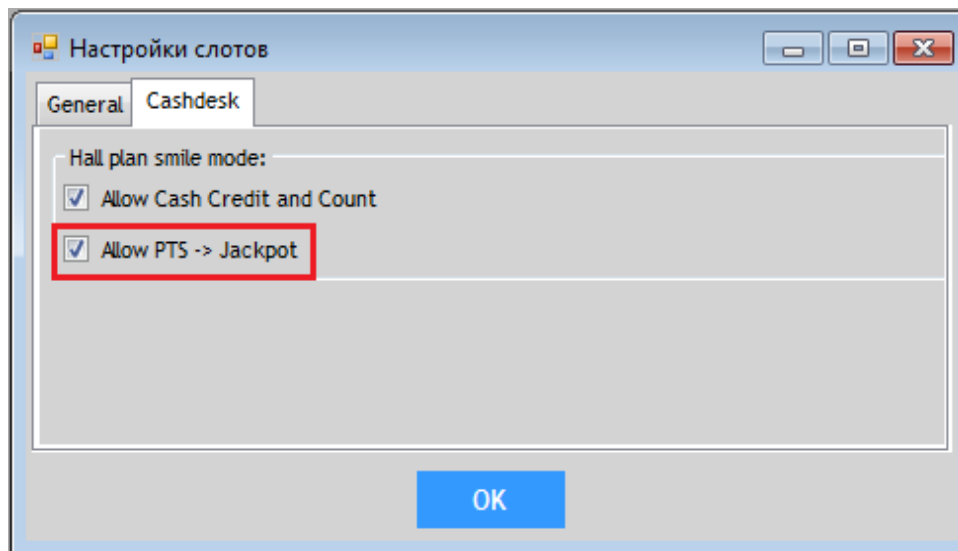 Настройки слотов
General Cashdesk
Hall plan smile mode:
Allow Cash Credit and Count
Allow PTS -> Jackpot
OK